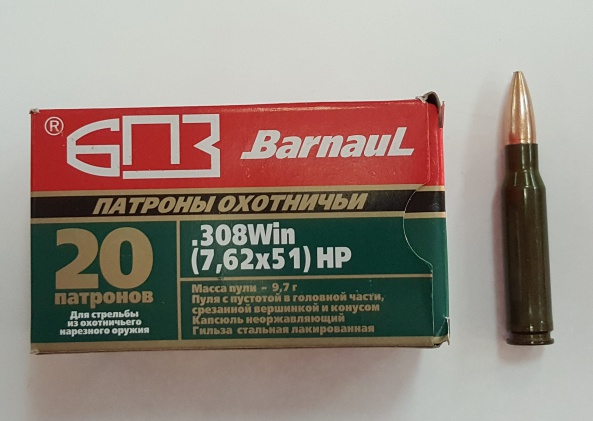 ® БПЗ BarnauL
ПАТРОНЫ ОХОТНИЧЬИ
20
патронов
Для стрельбы
из охотничьего
нарезного оружия
.308Win
(7,62x51) HP
Масса пули – 9,7 г
Пуля с пустотой в головной части,
срезанной вершинкой и конусом
Капсюль неоржавляющий
Гильза стальная лакированная